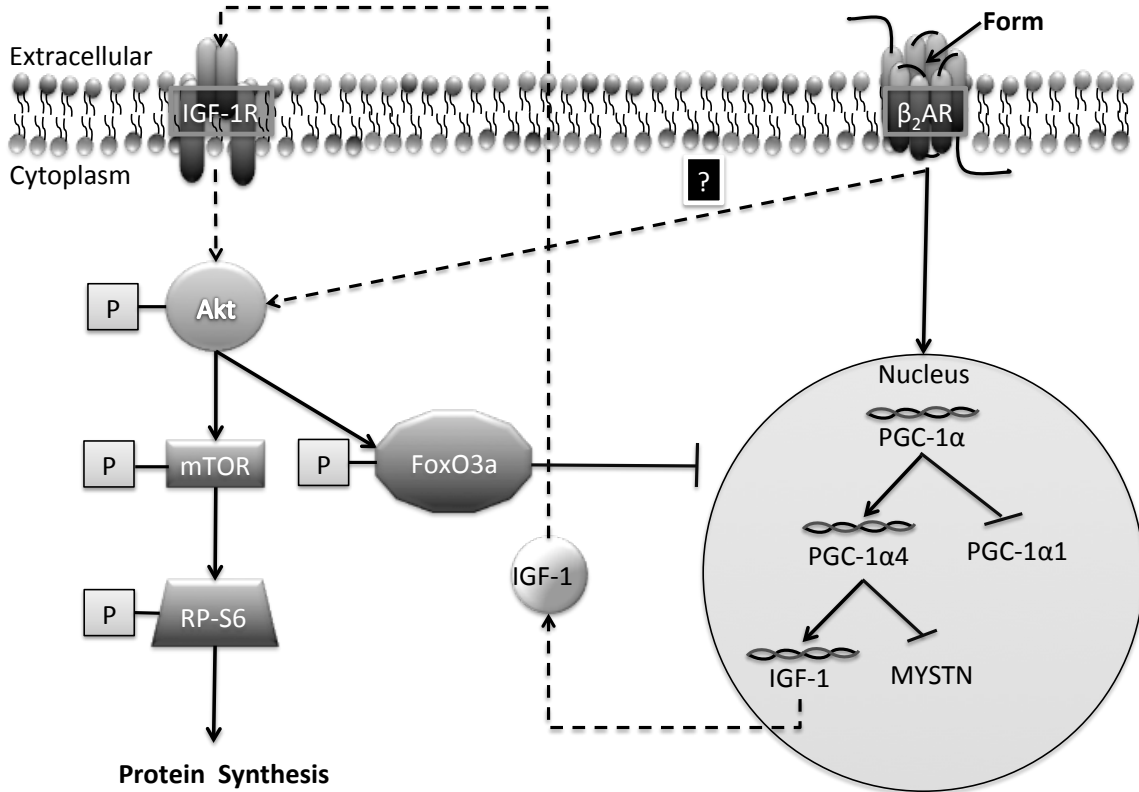 Form
Extracellular
IGF-1R
β₂AR
Cytoplasm
?
P
Akt
Nucleus
PGC-1α
P
mTOR
P
FoxO3a
PGC-1α4
PGC-1α1
IGF-1
P
RP-S6
IGF-1
MYSTN
Protein Synthesis